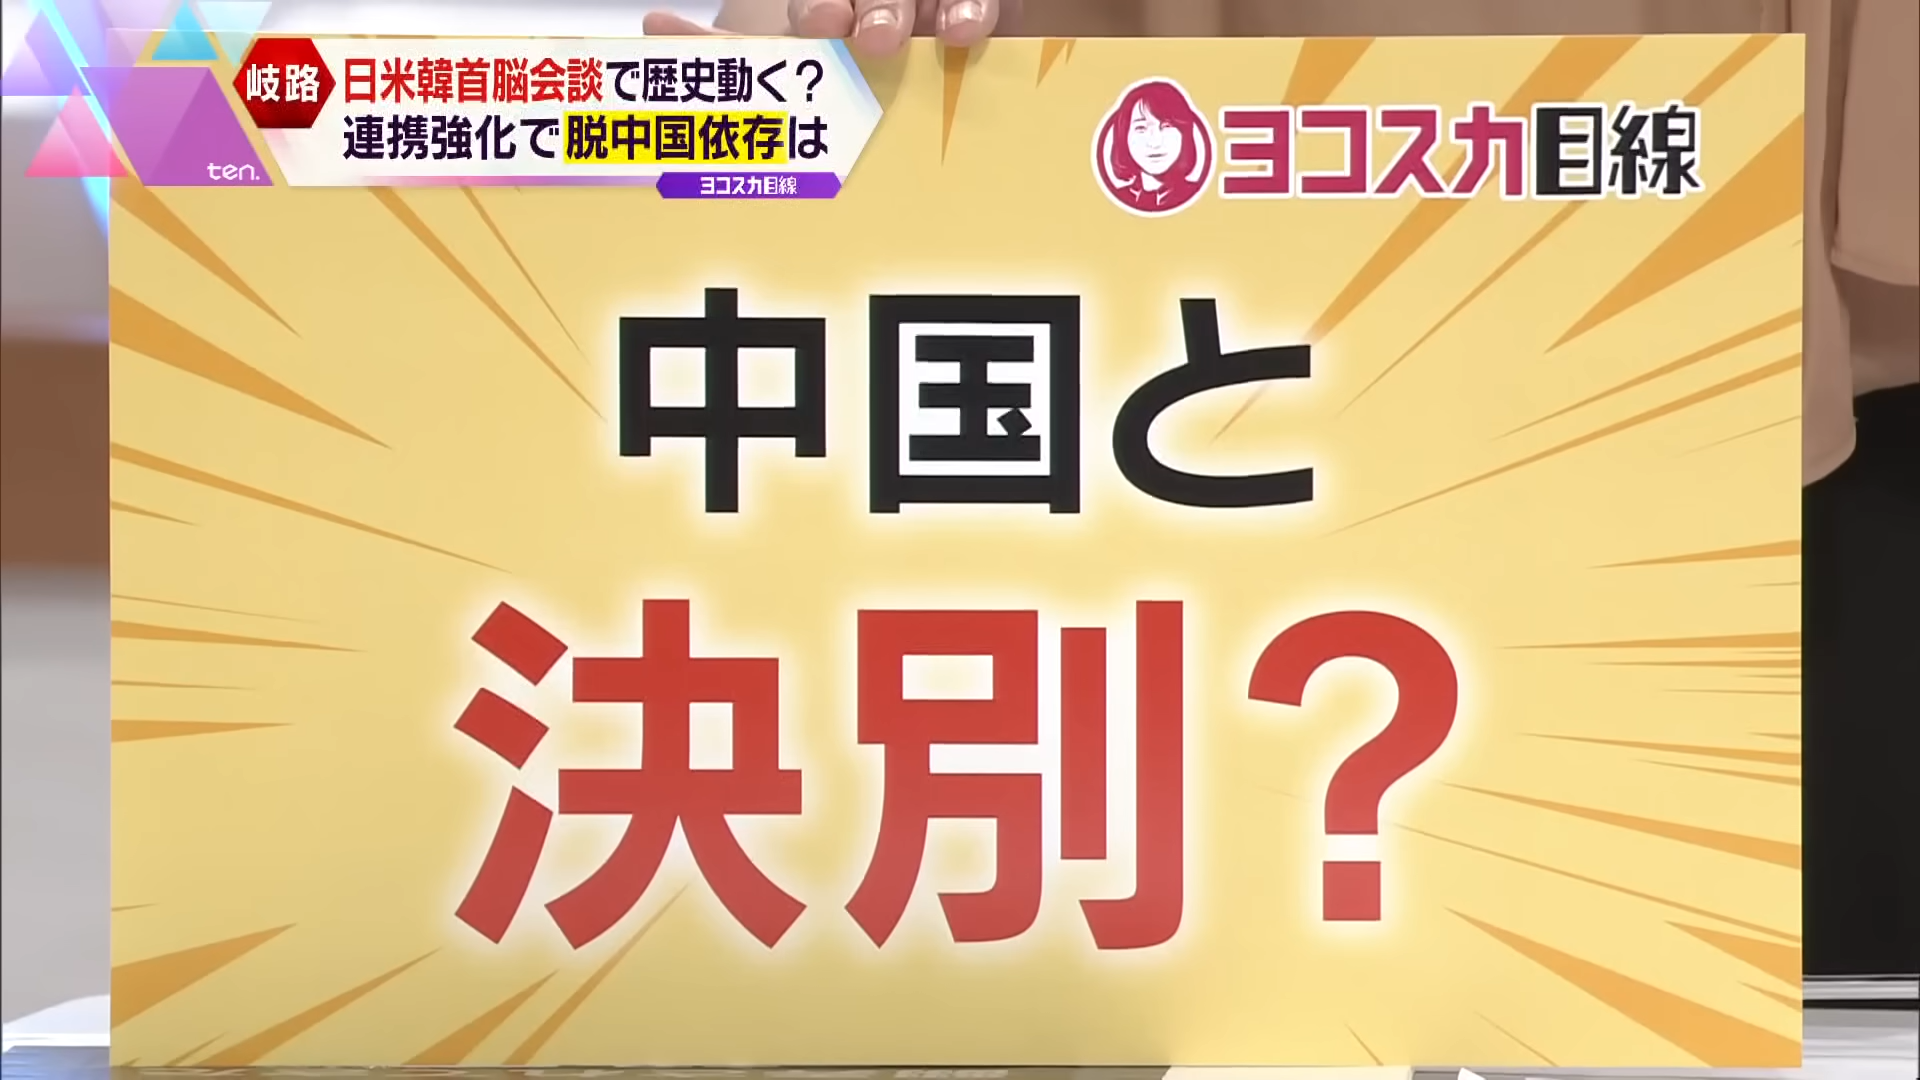 岐路
日米韓首脳会談で歴史動く?
連携強化で脱中国依存は
ten.
ヨコスカ目線
ヨコスカ目線
中国と
決別?